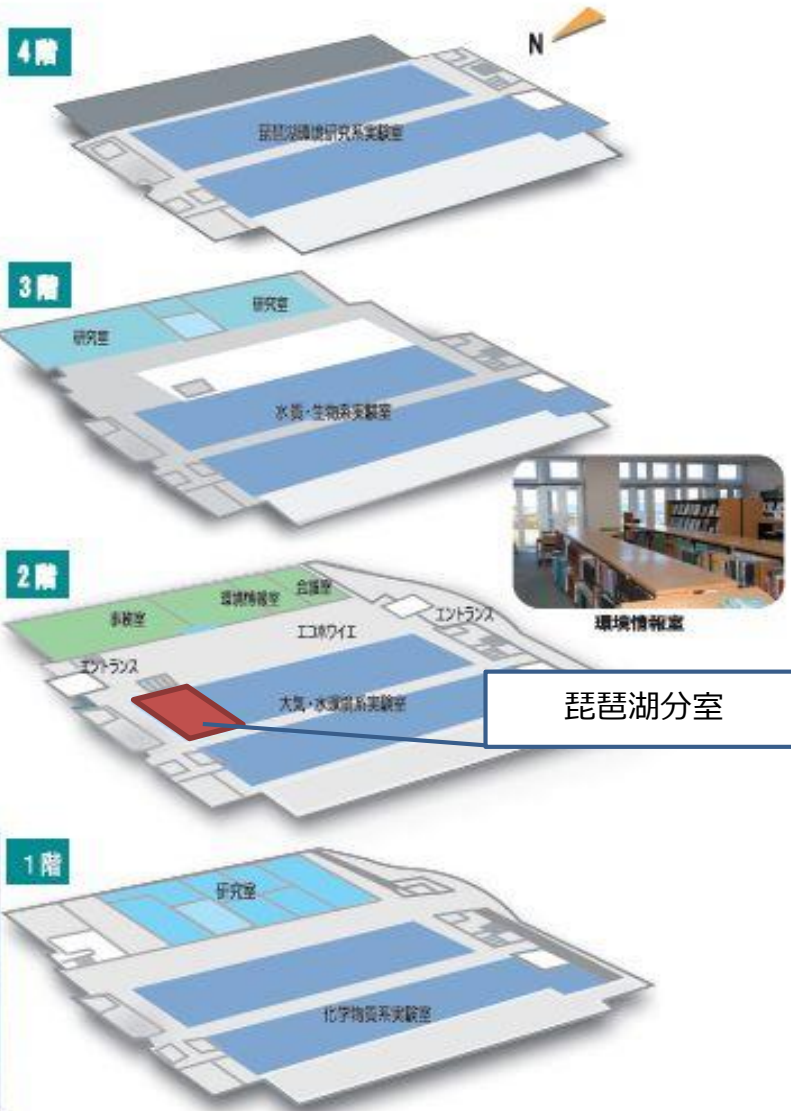 4階
N
琵琶湖環境研究系実験室
3階
研究室
研究室
水質・生物系実験室
2階
事務室
環境情報室
会議室
エントランス
エコホワイエ
エントランス
環境情報室
大気・水環境系実験室
琵琶湖分室
1階
研究室
化学物質系実験室